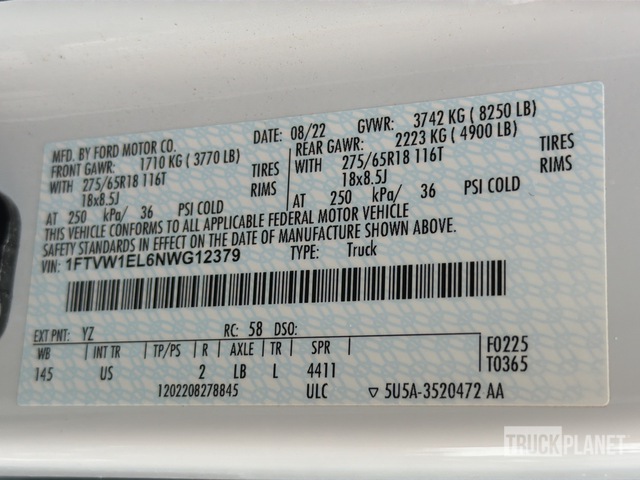 MFD. BY FORD MOTOR CO. DATE: 08/22 GVWR: 3742 KG ( 8250 LB)
FRONT GAWR: 1710 KG ( 3770 LB) REAR GAWR: 2223 KG ( 4900 LB)
WITH 275/65R18 116T TIRES WITH 275/65R18 116T TIRES
18x8.5J RIMS 18x8.5J RIMS
AT 250 kPa/ 36 PSI COLD AT 250 kPa/ 36 PSI COLD
THIS VEHICLE CONFORMS TO ALL APPLICABLE FEDERAL MOTOR VEHICLE
SAFETY STANDARDS IN EFFECT ON THE DATE OF MANUFACTURE SHOWN ABOVE.
VIN: 1FTVW1EL6NWG12379 TYPE: Truck
EXT PNT: YZ RC: 58 DSO: F0225
WB INT TR TP/PS R AXLE TR SPR T0365
145 US 2 LB L 4411
1202208278845 ULC ▽ 5U5A-3520472 AA
TRUCKPLANET